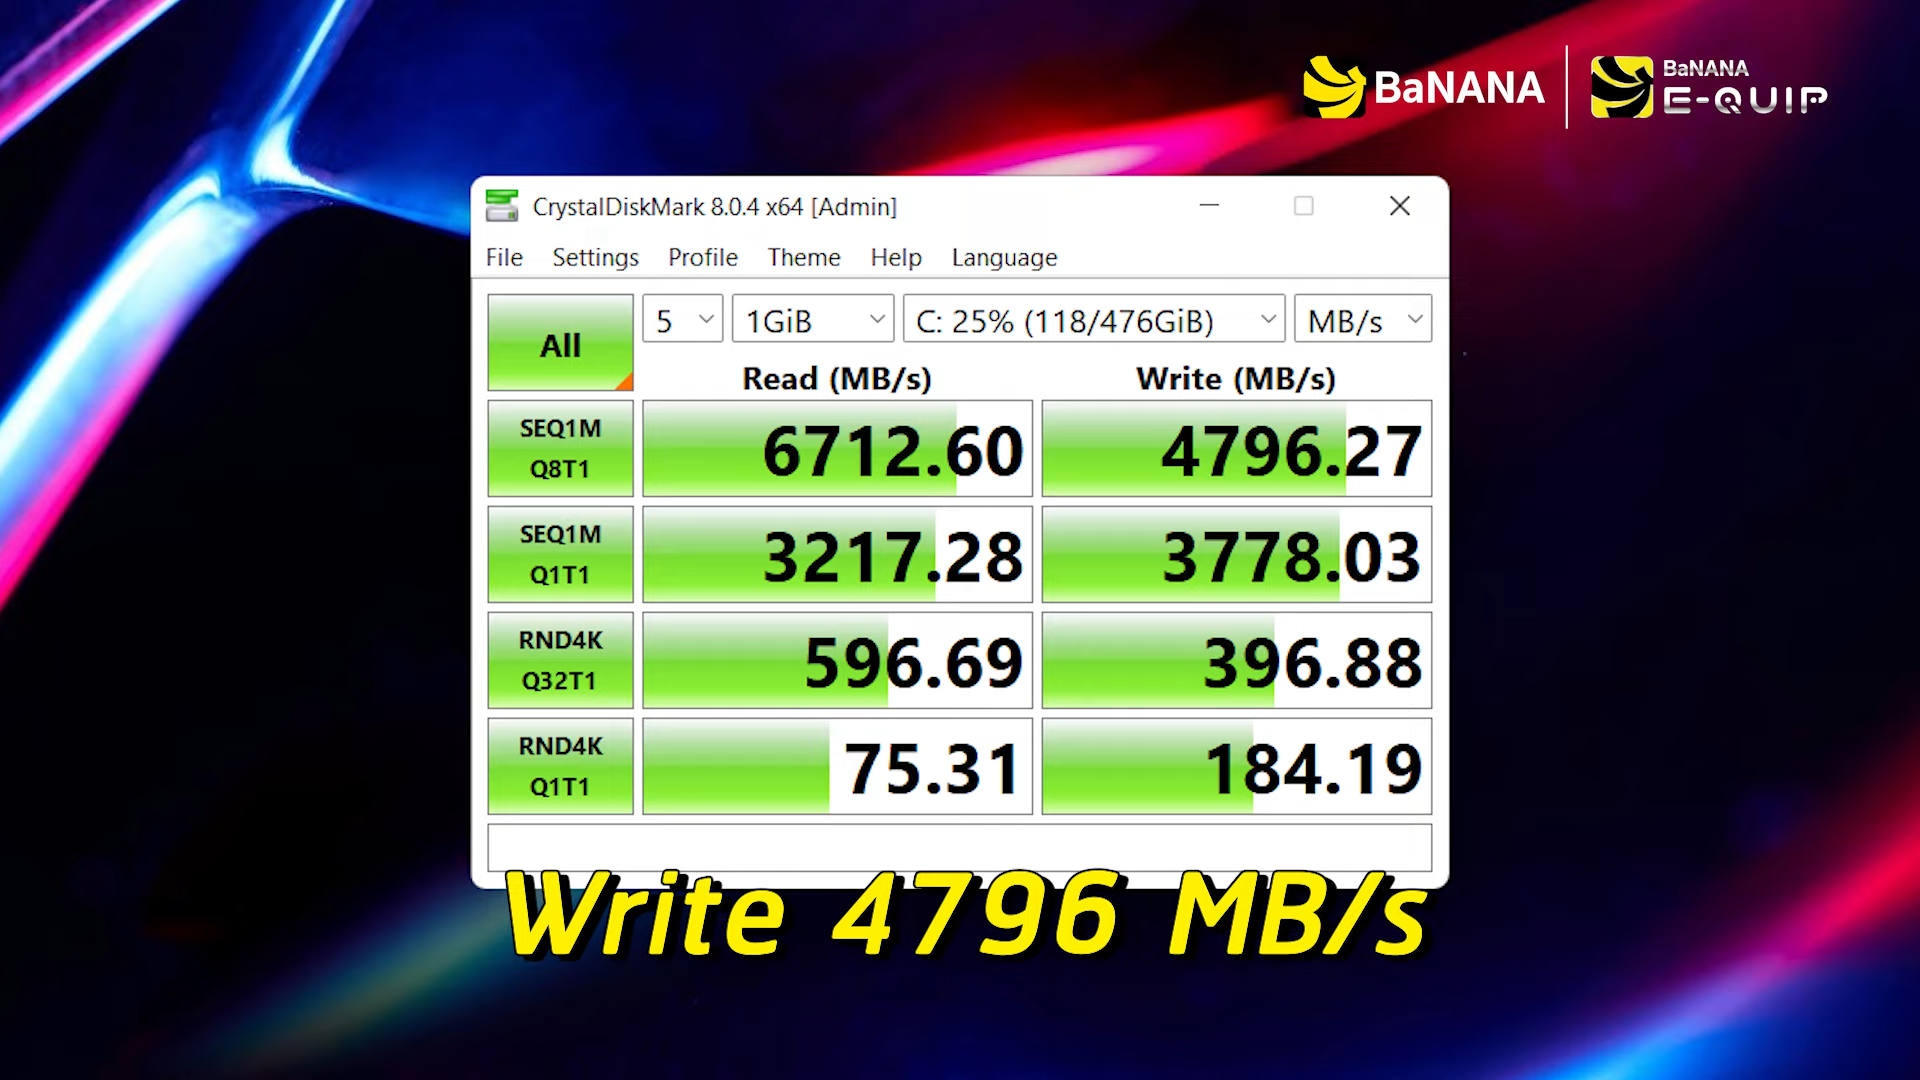 BaNANA
BaNANA
E-QUIP
CrystalDiskMark 8.0.4 x64 [Admin]
File Settings Profile Theme Help Language
All 5 1GiB C: 25% (118/476GiB) MB/s
Read (MB/s) Write (MB/s)
SEQ1M
Q8T1
6712.60 4796.27
SEQ1M
Q1T1
3217.28 3778.03
RND4K
Q32T1
596.69 396.88
RND4K
Q1T1
75.31 184.19
Write 4796 MB/s